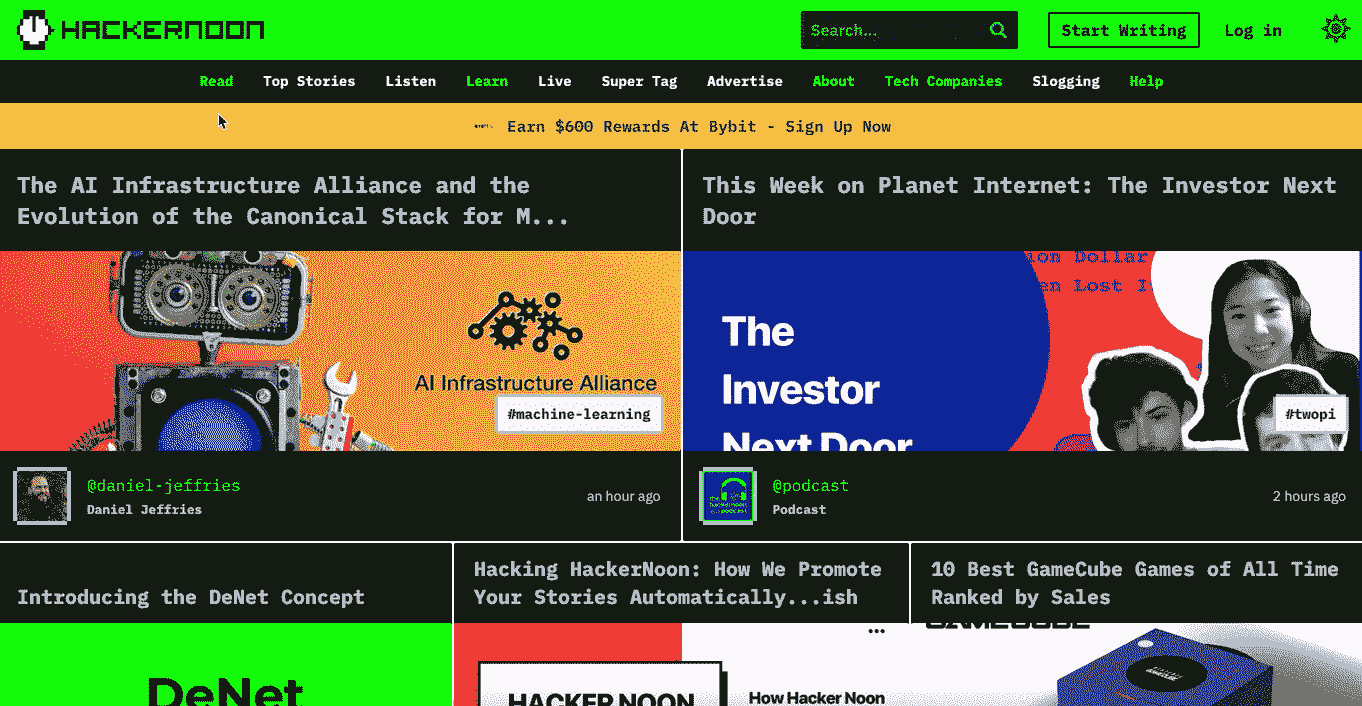 HACKERNOON
Search...
Start Writing
Log in
Read Top Stories Listen Learn Live Super Tag Advertise About Tech Companies Slogging Help
Earn $600 Rewards At Bybit - Sign Up Now
The AI Infrastructure Alliance and the
Evolution of the Canonical Stack for M...
AI Infrastructure Alliance
#machine-learning
@daniel-jeffries
Daniel Jeffries
an hour ago
This Week on Planet Internet: The Investor Next
Door
ion Dollar
en Lost I
The
Investor
Next Door
#twopi
@podcast
Podcast
2 hours ago
Introducing the DeNet Concept
DeNet
Hacking HackerNoon: How We Promote
Your Stories Automatically...ish
HACKER NOON
How Hacker Noon
10 Best GameCube Games of All Time
Ranked by Sales
GAMECUBE